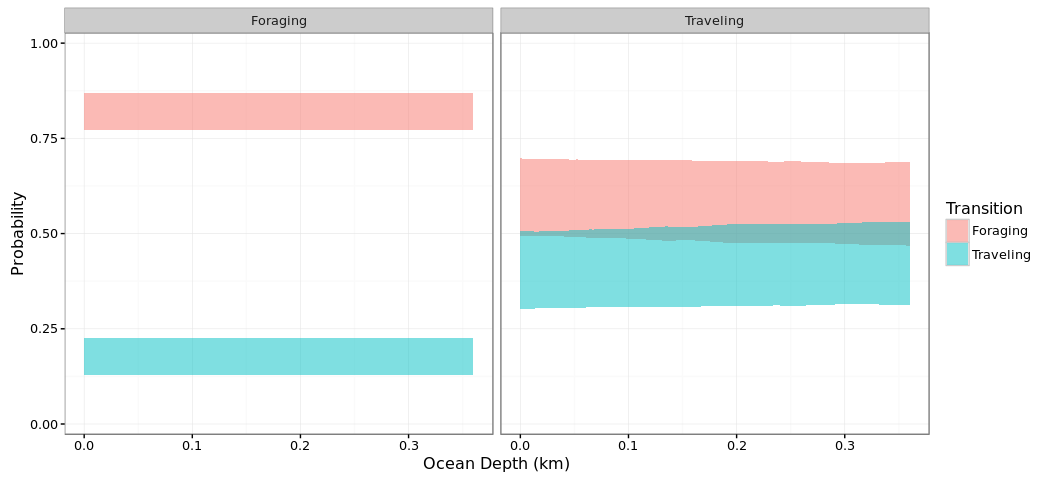 Foraging
Traveling
1.00
0.75
0.50
0.25
0.00
Probability
0.0 0.1 0.2 0.3
0.0 0.1 0.2 0.3
Ocean Depth (km)
Transition
Foraging
Traveling